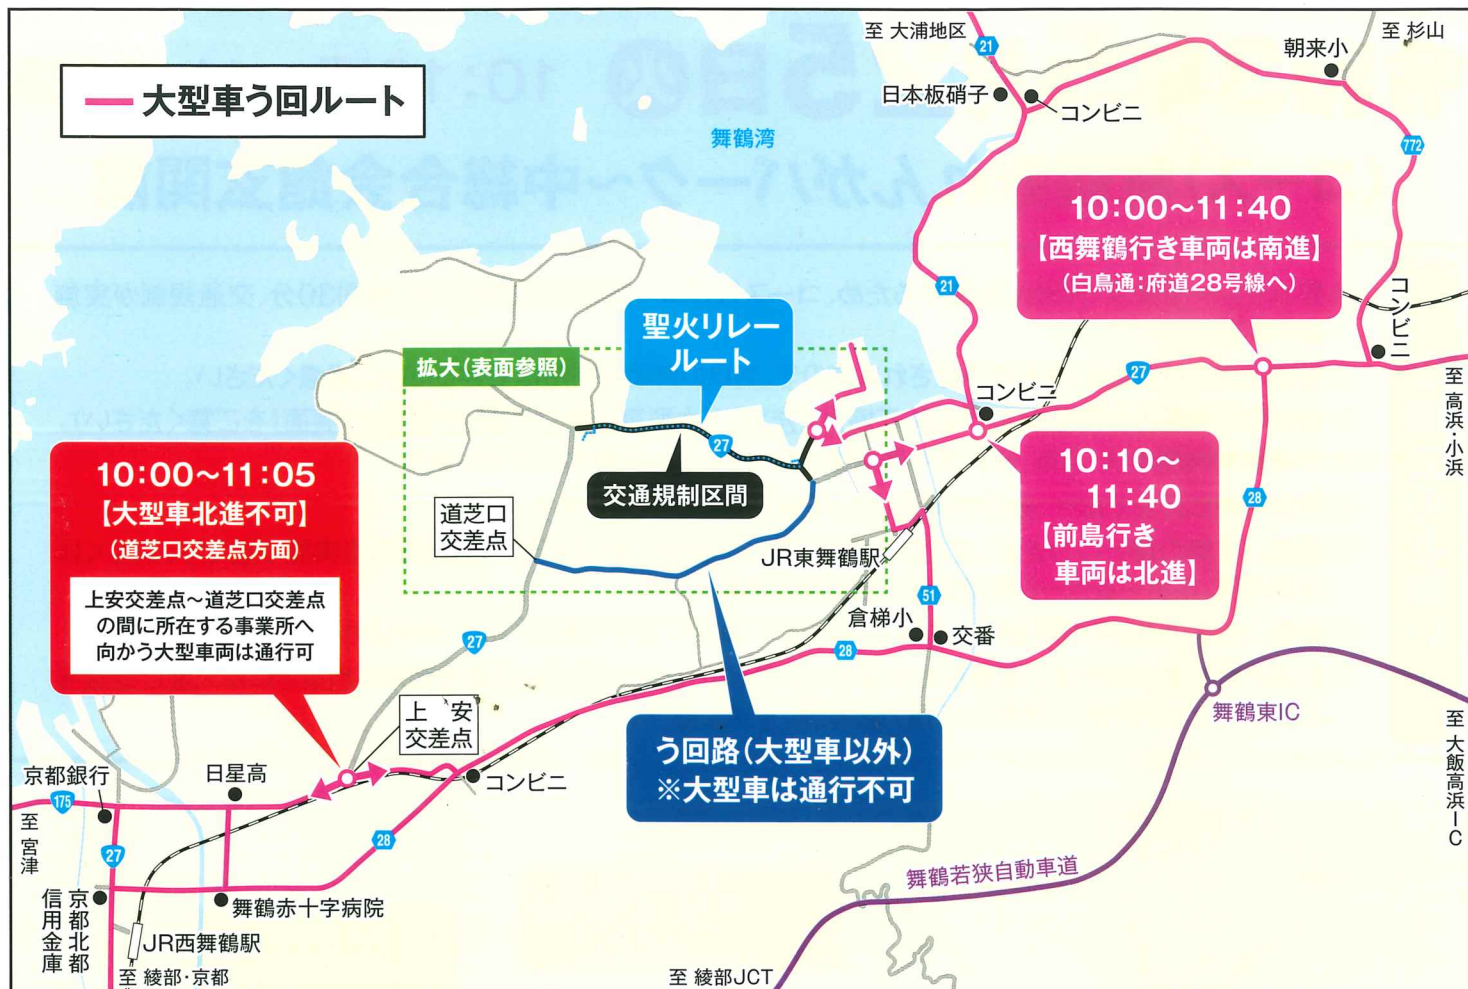 大型車う回ルート
至 大浦地区
21
至 杉山
朝来小
日本板硝子
コンビニ
舞鶴湾
772
10:00〜11:40
【西舞鶴行き車両は南進】
(白鳥通：府道28号線へ)
21
コンビニ
聖火リレー
ルート
拡大(表面参照)
コンビニ
27
至 高浜・小浜
27
交通規制区間
10:10〜
11:40
【前島行き
車両は北進】
28
10:00〜11:05
【大型車北進不可】
(道芝口交差点方面)
上安交差点〜道芝口交差点
の間に所在する事業所へ
向かう大型車両は通行可
道芝口
交差点
JR東舞鶴駅
51
倉梯小
交番
27
28
上 安
交差点
舞鶴東IC
至 大飯高浜IC
う回路(大型車以外)
※大型車は通行不可
京都銀行
日星高
コンビニ
175
至 宮津
27
28
舞鶴若狭自動車道
京都北都
信用金庫
舞鶴赤十字病院
JR西舞鶴駅
至 綾部・京都
至 綾部JCT